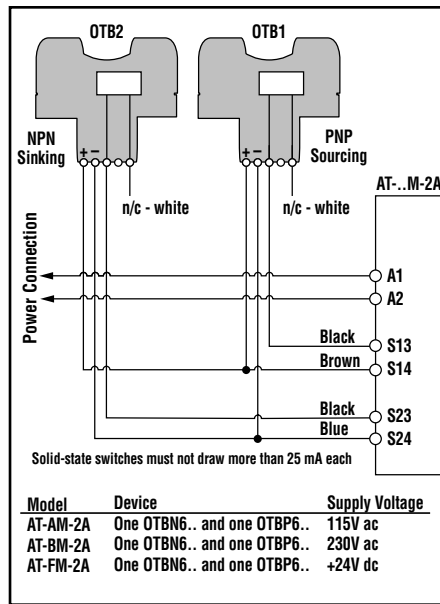 OTB2
OTB1
NPN
Sinking
PNP
Sourcing
+ −
+ −
n/c - white
n/c - white
AT-..M-2A
Power Connection
A1
A2
Black
S13
Brown
S14
Black
S23
Blue
S24
Solid-state switches must not draw more than 25 mA each
Model Device Supply Voltage
AT-AM-2A One OTBN6.. and one OTBP6.. 115V ac
AT-BM-2A One OTBN6.. and one OTBP6.. 230V ac
AT-FM-2A One OTBN6.. and one OTBP6.. +24V dc